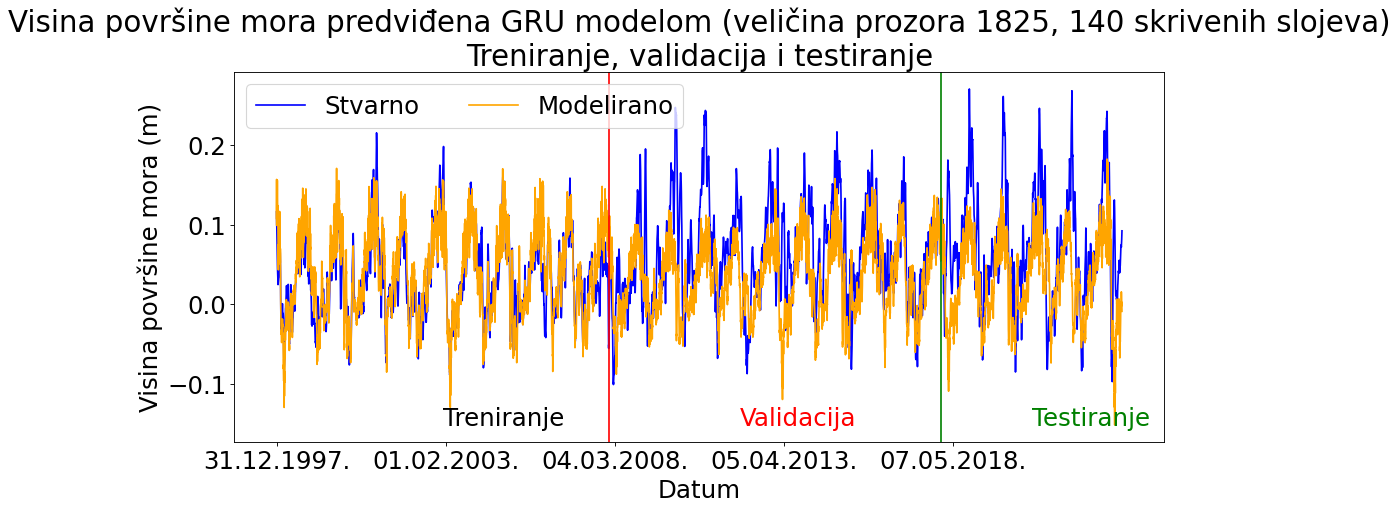 Visina površine mora predviđena GRU modelom (veličina prozora 1825, 140 skrivenih slojeva)
Treniranje, validacija i testiranje
Stvarno
Modelirano
Visina površine mora (m)
0.2
0.1
0.0
−0.1
Treniranje
Validacija
Testiranje
31.12.1997.
01.02.2003.
04.03.2008.
05.04.2013.
07.05.2018.
Datum